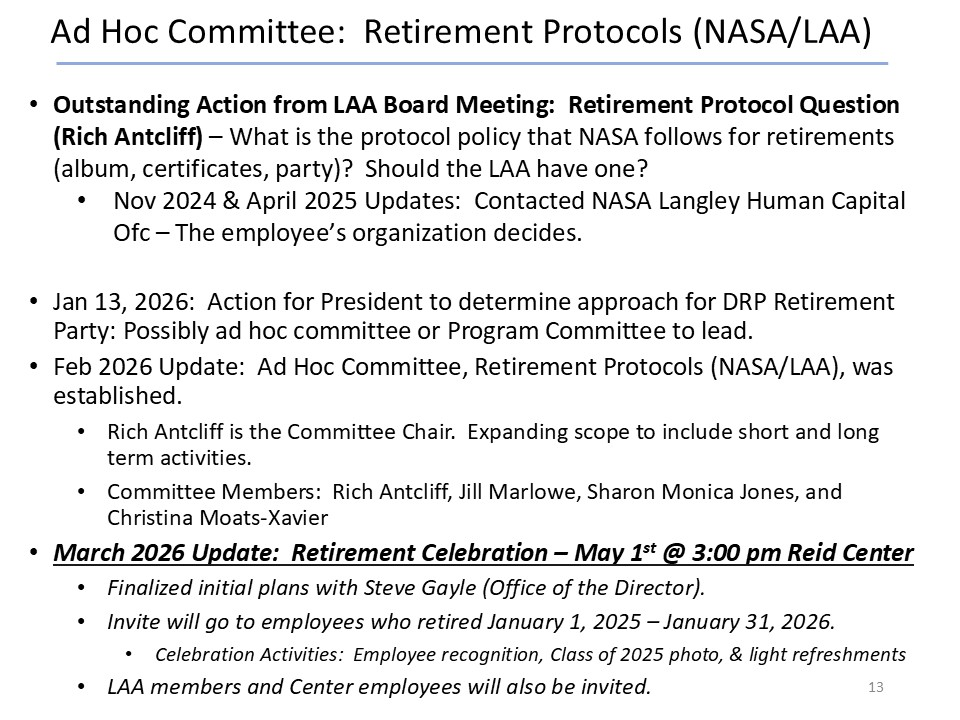 Ad Hoc Committee:  Retirement Protocols (NASA/LAA)
• Outstanding Action from LAA Board Meeting:  Retirement Protocol Question
(Rich Antcliff) – What is the protocol policy that NASA follows for retirements
(album, certificates, party)?  Should the LAA have one?
• Nov 2024 & April 2025 Updates:  Contacted NASA Langley Human Capital
Ofc – The employee’s organization decides.
• Jan 13, 2026:  Action for President to determine approach for DRP Retirement
Party: Possibly ad hoc committee or Program Committee to lead.
• Feb 2026 Update:  Ad Hoc Committee, Retirement Protocols (NASA/LAA), was
established.
• Rich Antcliff is the Committee Chair.  Expanding scope to include short and long
term activities.
• Committee Members:  Rich Antcliff, Jill Marlowe, Sharon Monica Jones, and
Christina Moats-Xavier
• March 2026 Update:  Retirement Celebration – May 1st @ 3:00 pm Reid Center
• Finalized initial plans with Steve Gayle (Office of the Director).
• Invite will go to employees who retired January 1, 2025 – January 31, 2026.
• Celebration Activities:  Employee recognition, Class of 2025 photo, & light refreshments
• LAA members and Center employees will also be invited.
13